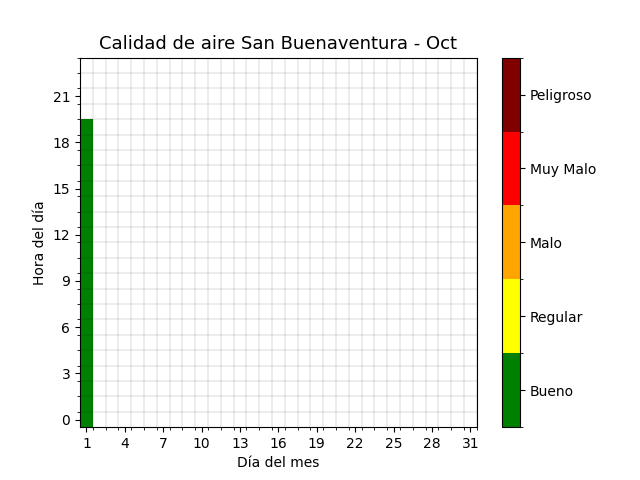 Calidad de aire San Buenaventura - Oct
21
18
15
12
9
6
3
0
Hora del día
1 4 7 10 13 16 19 22 25 28 31
Día del mes
Peligroso
Muy Malo
Malo
Regular
Bueno